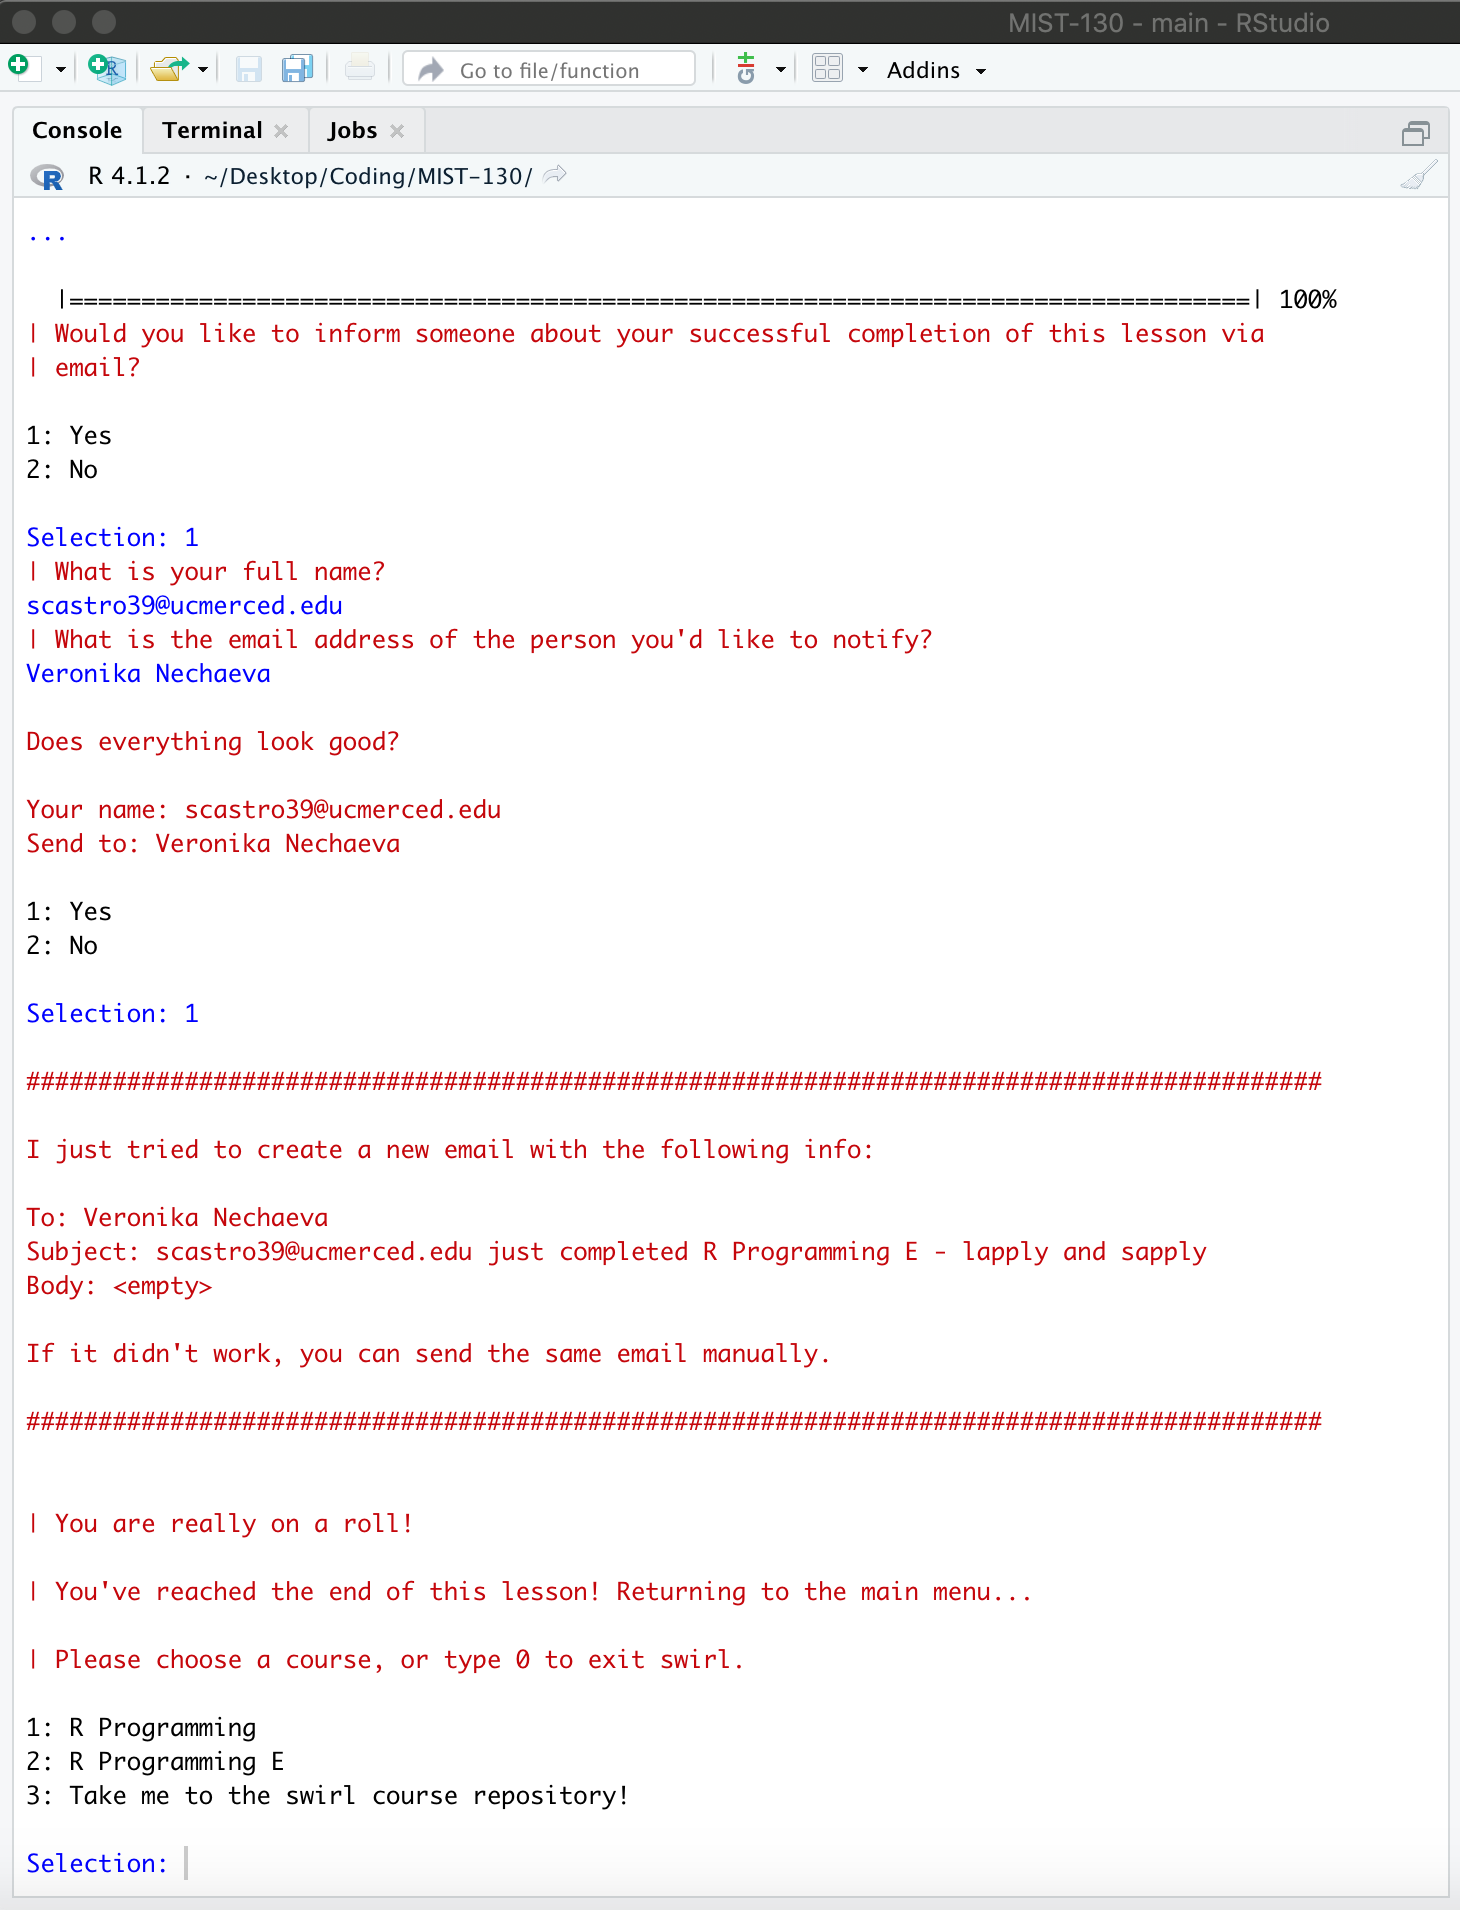 MIST-130 - main - RStudio
Go to file/function
Addins
Console Terminal Jobs
R 4.1.2 · ~/Desktop/Coding/MIST-130/
...
|==================================================================================| 100%
| Would you like to inform someone about your successful completion of this lesson via
| email?
1: Yes
2: No
Selection: 1
| What is your full name?
scastro39@ucmerced.edu
| What is the email address of the person you'd like to notify?
Veronika Nechaeva
Does everything look good?
Your name: scastro39@ucmerced.edu
Send to: Veronika Nechaeva
1: Yes
2: No
Selection: 1
##########################################################################################
I just tried to create a new email with the following info:
To: Veronika Nechaeva
Subject: scastro39@ucmerced.edu just completed R Programming E - lapply and sapply
Body: <empty>
If it didn't work, you can send the same email manually.
##########################################################################################
| You are really on a roll!
| You've reached the end of this lesson! Returning to the main menu...
| Please choose a course, or type 0 to exit swirl.
1: R Programming
2: R Programming E
3: Take me to the swirl course repository!
Selection: